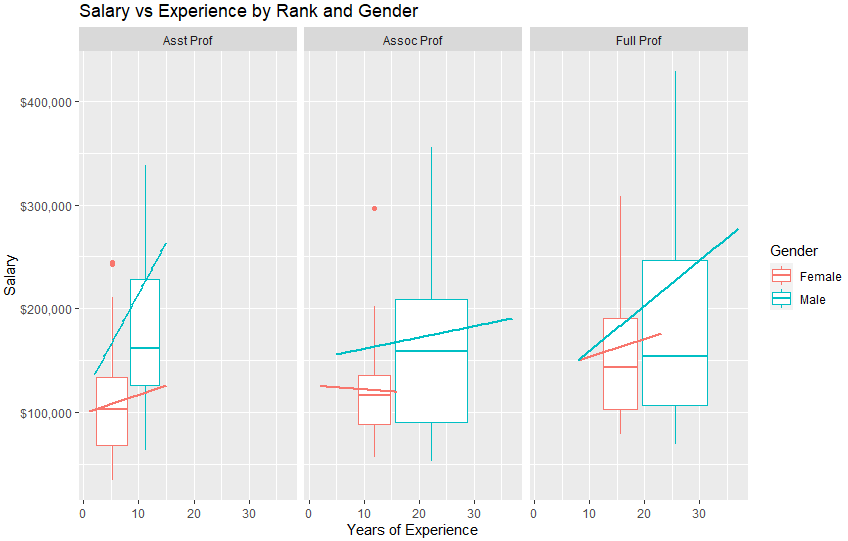 Salary vs Experience by Rank and Gender
Asst Prof Assoc Prof Full Prof
$400,000
$300,000
$200,000
$100,000
Salary
0 10 20 30 0 10 20 30 0 10 20 30
Years of Experience
Gender
Female
Male